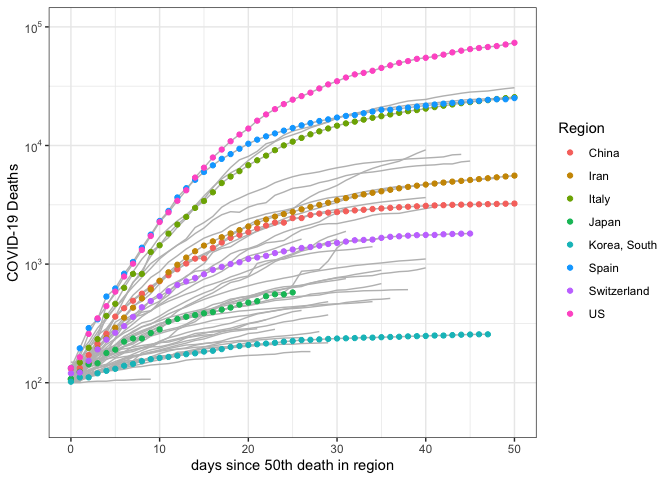 10^5
10^4
10^3
10^2
COVID-19 Deaths
0
10
20
30
40
50
days since 50th death in region
Region
China
Iran
Italy
Japan
Korea, South
Spain
Switzerland
US